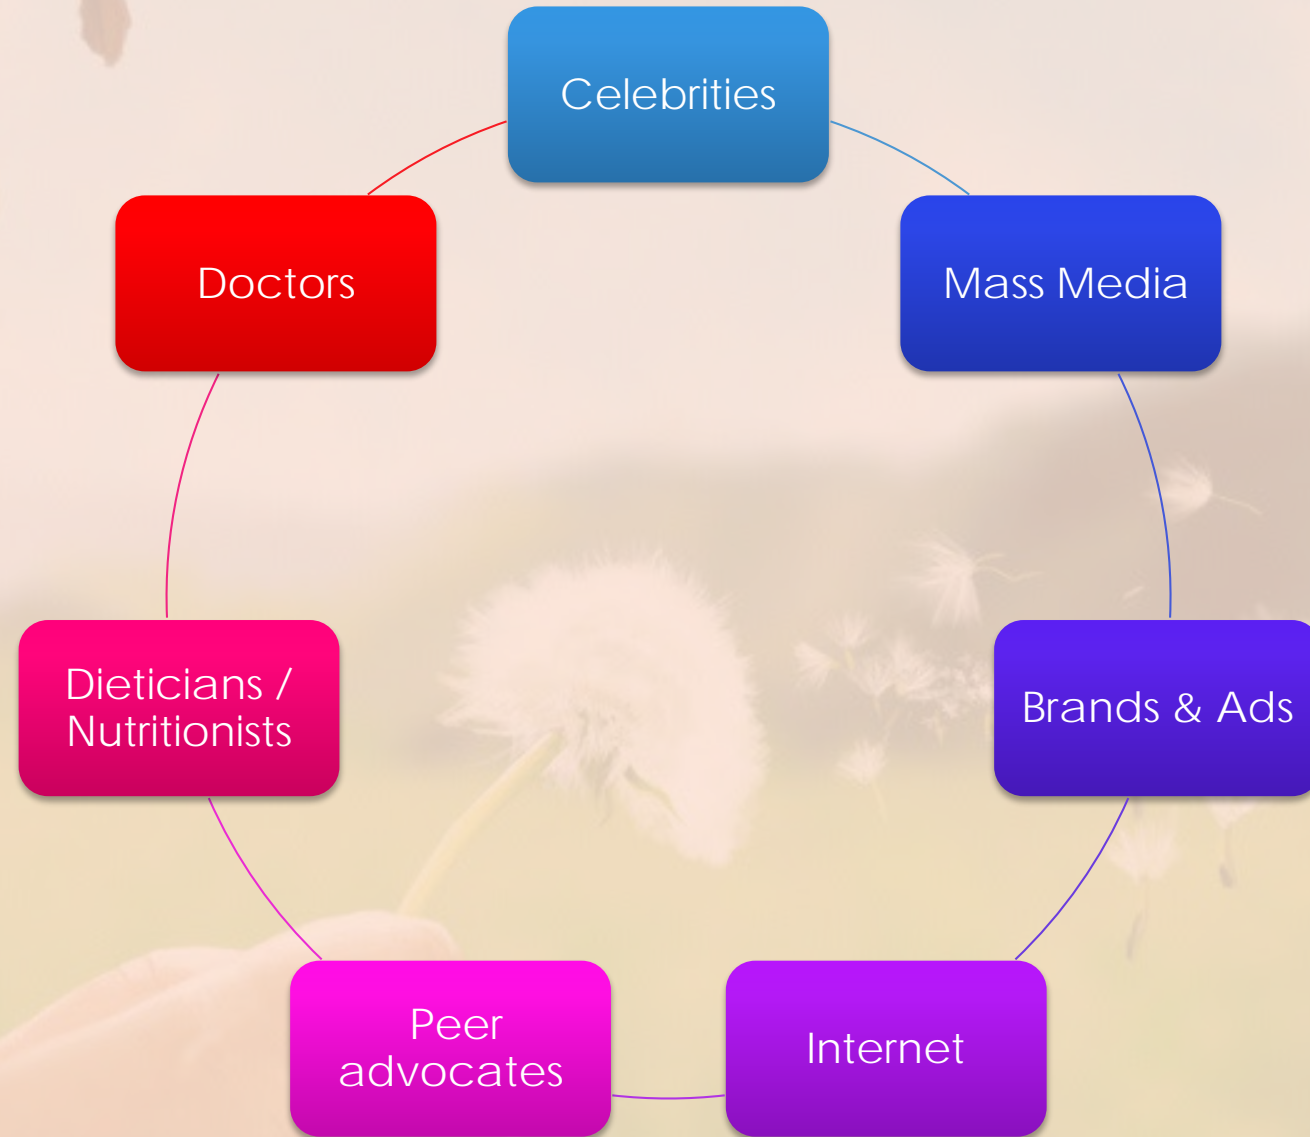 Celebrities
Doctors
Mass Media
Dieticians /
Nutritionists
Brands & Ads
Peer
advocates
Internet